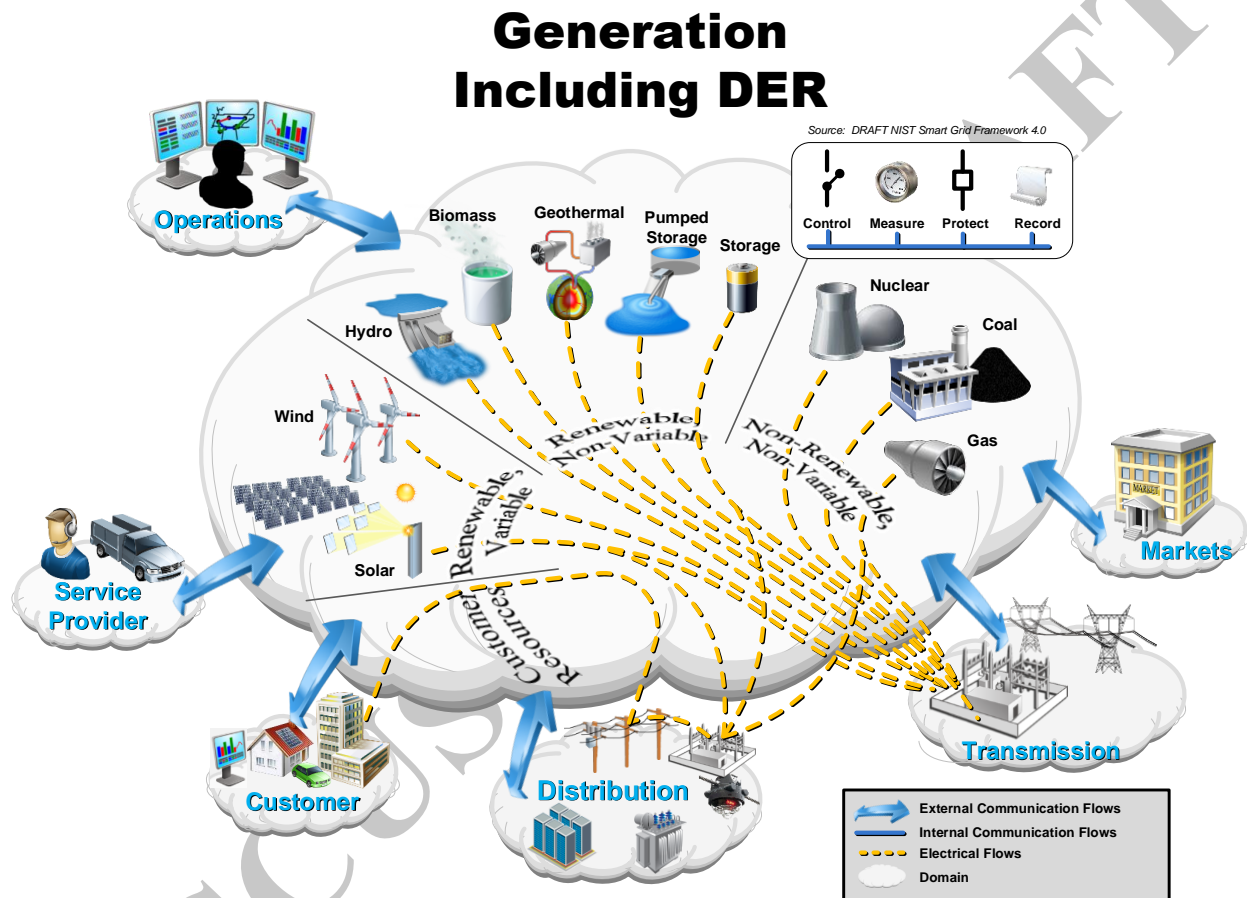 Generation
Including DER
Source: DRAFT NIST Smart Grid Framework 4.0
Control
Measure
Protect
Record
Operations
Biomass
Geothermal
Pumped
Storage
Storage
Nuclear
Hydro
Coal
Wind
Gas
Renewable,
Non-Variable
Non-Renewable,
Non-Variable
Renewable,
Variable
MARKET
Markets
Solar
Service
Provider
Customer
Resources
Customer
Distribution
Transmission
External Communication Flows
Internal Communication Flows
Electrical Flows
Domain